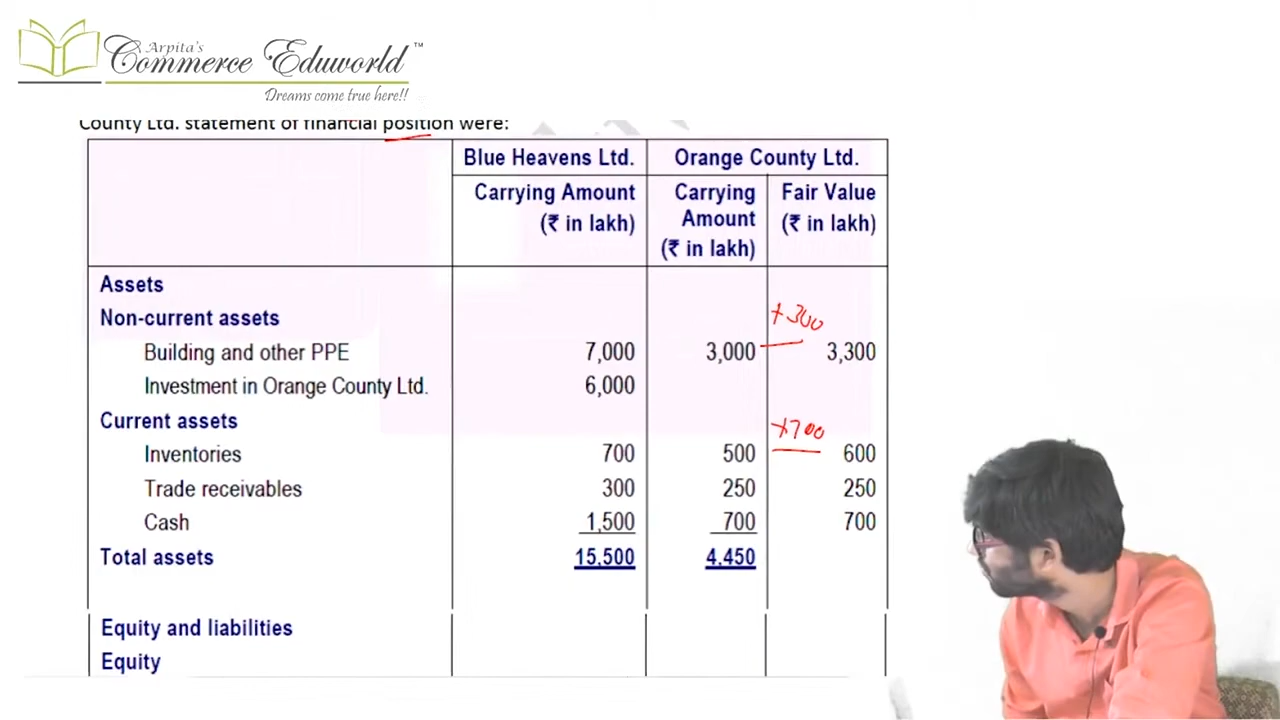 Arpita's
Commerce Eduworld™
Dreams come true here!!
County Ltd. statement of financial position were:
Blue Heavens Ltd. Orange County Ltd.
Carrying Amount Carrying Fair Value
(₹ in lakh) Amount (₹ in lakh)
(₹ in lakh)
Assets
Non-current assets +300
Building and other PPE 7,000 3,000 3,300
Investment in Orange County Ltd. 6,000
Current assets +100
Inventories 700 500 600
Trade receivables 300 250 250
Cash 1,500 700 700
Total assets 15,500 4,450
Equity and liabilities
Equity